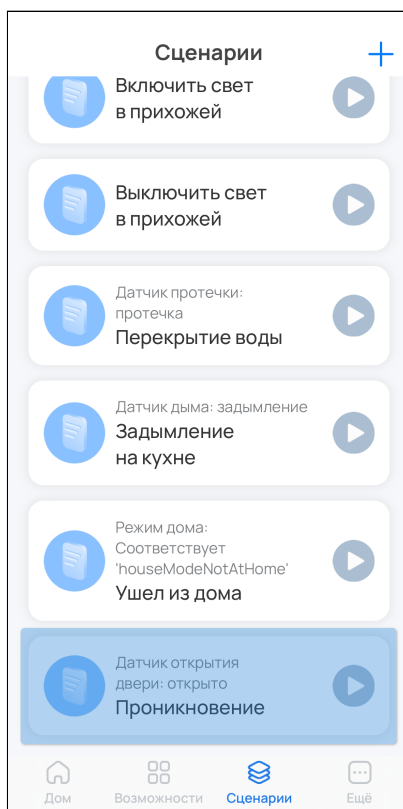 Сценарии
Включить свет
в прихожей
Выключить свет
в прихожей
Датчик протечки:
протечка
Перекрытие воды
Датчик дыма: задымление
Задымление
на кухне
Режим дома:
Соответствует
'houseModeNotAtHome'
Ушел из дома
Датчик открытия
двери: открыто
Проникновение
Дом
Возможности
Сценарии
Ещё